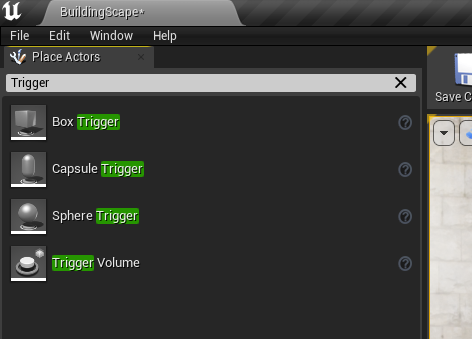 BuildingScape*
File Edit Window Help
Place Actors
Trigger
Save C
Box Trigger
Capsule Trigger
Sphere Trigger
Trigger Volume